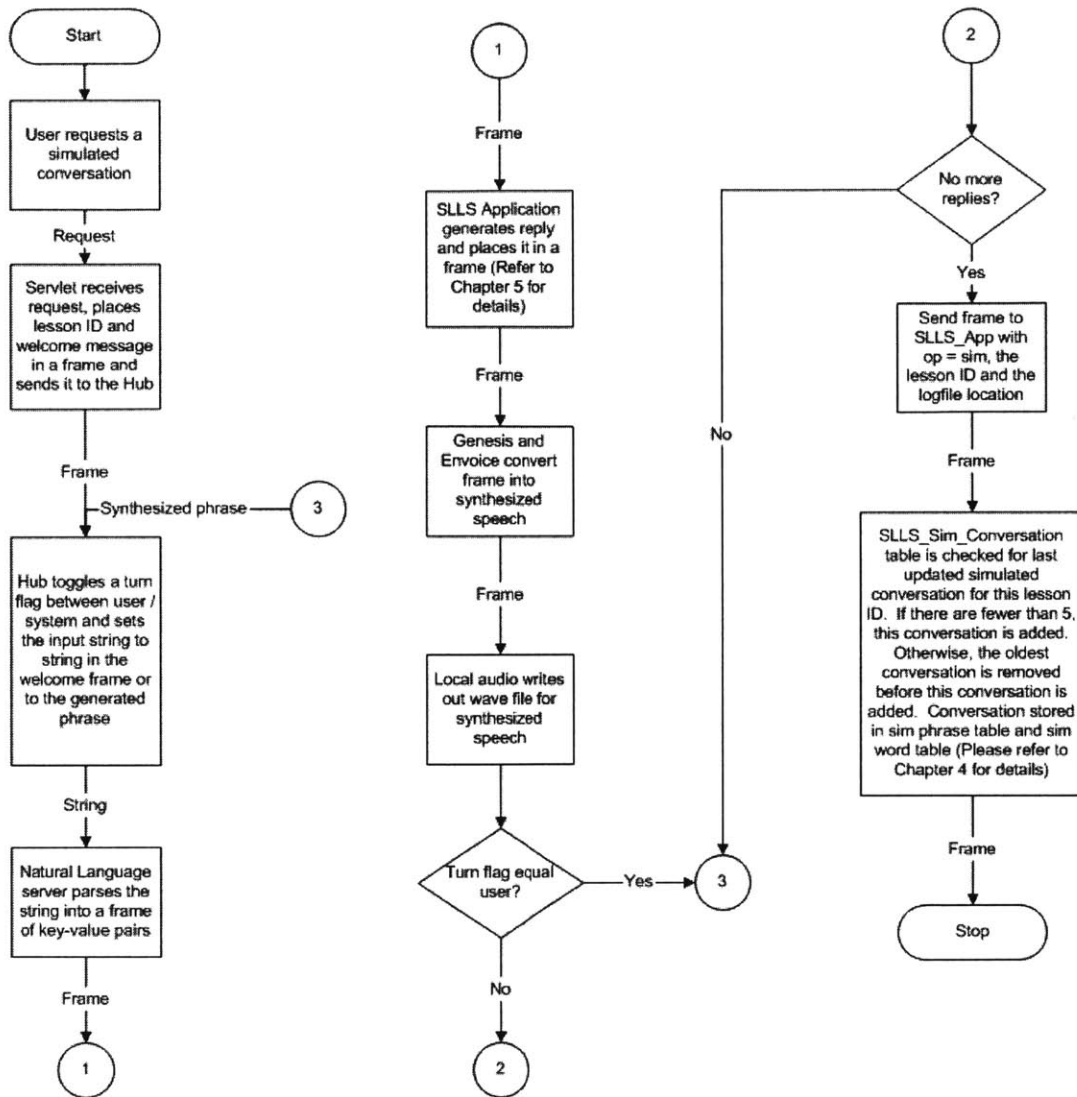 Start
User requests a
simulated
conversation
Request
Servlet receives
request, places
lesson ID and
welcome message
in a frame and
sends it to the Hub
Frame
Synthesized phrase
3
Hub toggles a turn
flag between user /
system and sets
the input string to
string in the
welcome frame or
to the generated
phrase
String
Natural Language
server parses the
string into a frame
of key-value pairs
Frame
1
1
Frame
SLLS Application
generates reply
and places it in a
frame (Refer to
Chapter 5 for
details)
Frame
Genesis and
Envoice convert
frame into
synthesized
speech
Frame
Local audio writes
out wave file for
synthesized
speech
Turn flag equal
user?
Yes
3
No
2
2
No more
replies?
No
Yes
Send frame to
SLLS_App with
op = sim, the
lesson ID and the
logfile location
Frame
SLLS_Sim_Conversation
table is checked for last
updated simulated
conversation for this lesson
ID. If there are fewer than 5,
this conversation is added.
Otherwise, the oldest
conversation is removed
before this conversation is
added. Conversation stored
in sim phrase table and sim
word table (Please refer to
Chapter 4 for details)
Frame
Stop